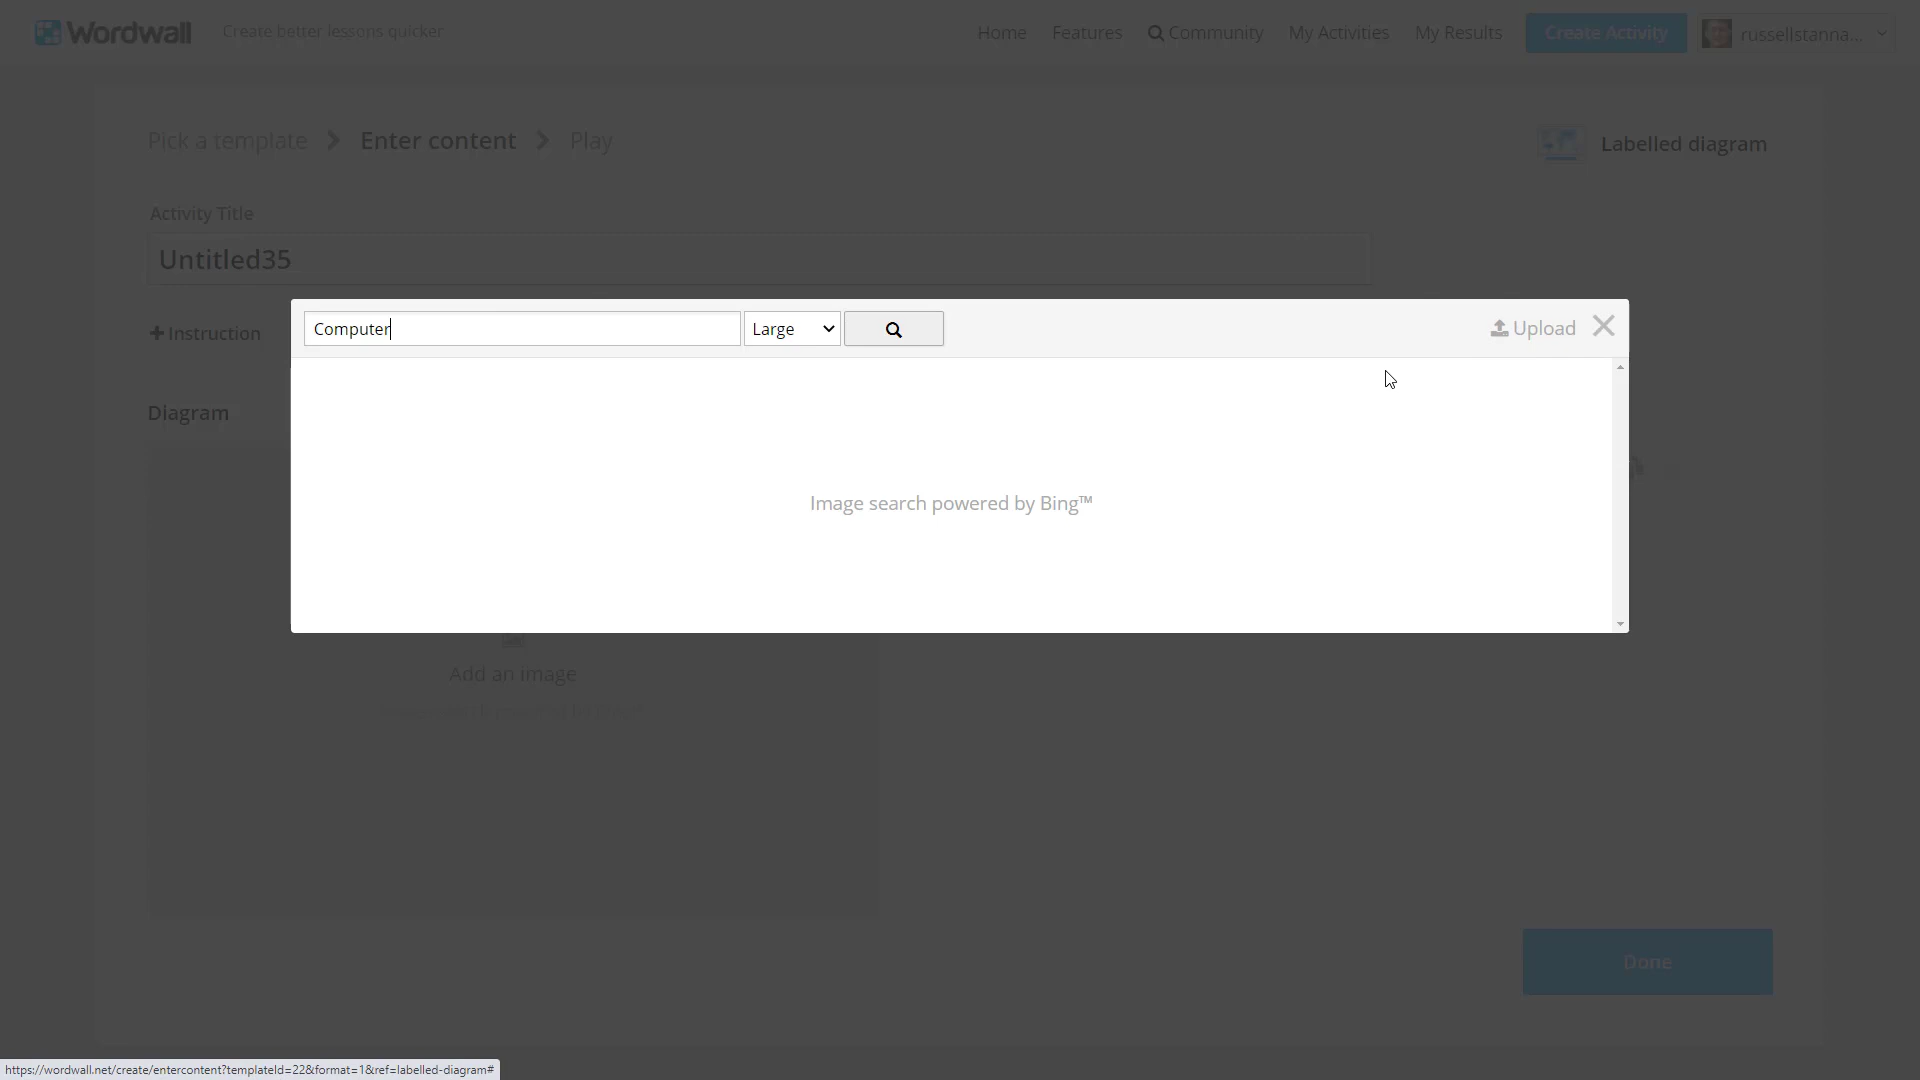 Wordwall Create better lessons quicker Home Features Community My Activities My Results Create Activity russellstanna...
Pick a template Enter content Play Labelled diagram
Activity Title
Untitled35
Computer Large Upload
Instruction
Diagram
Image search powered by Bing™
Add an image
Done
https://wordwall.net/create/entercontent?templateId=22&format=1&ref=labelled-diagram#